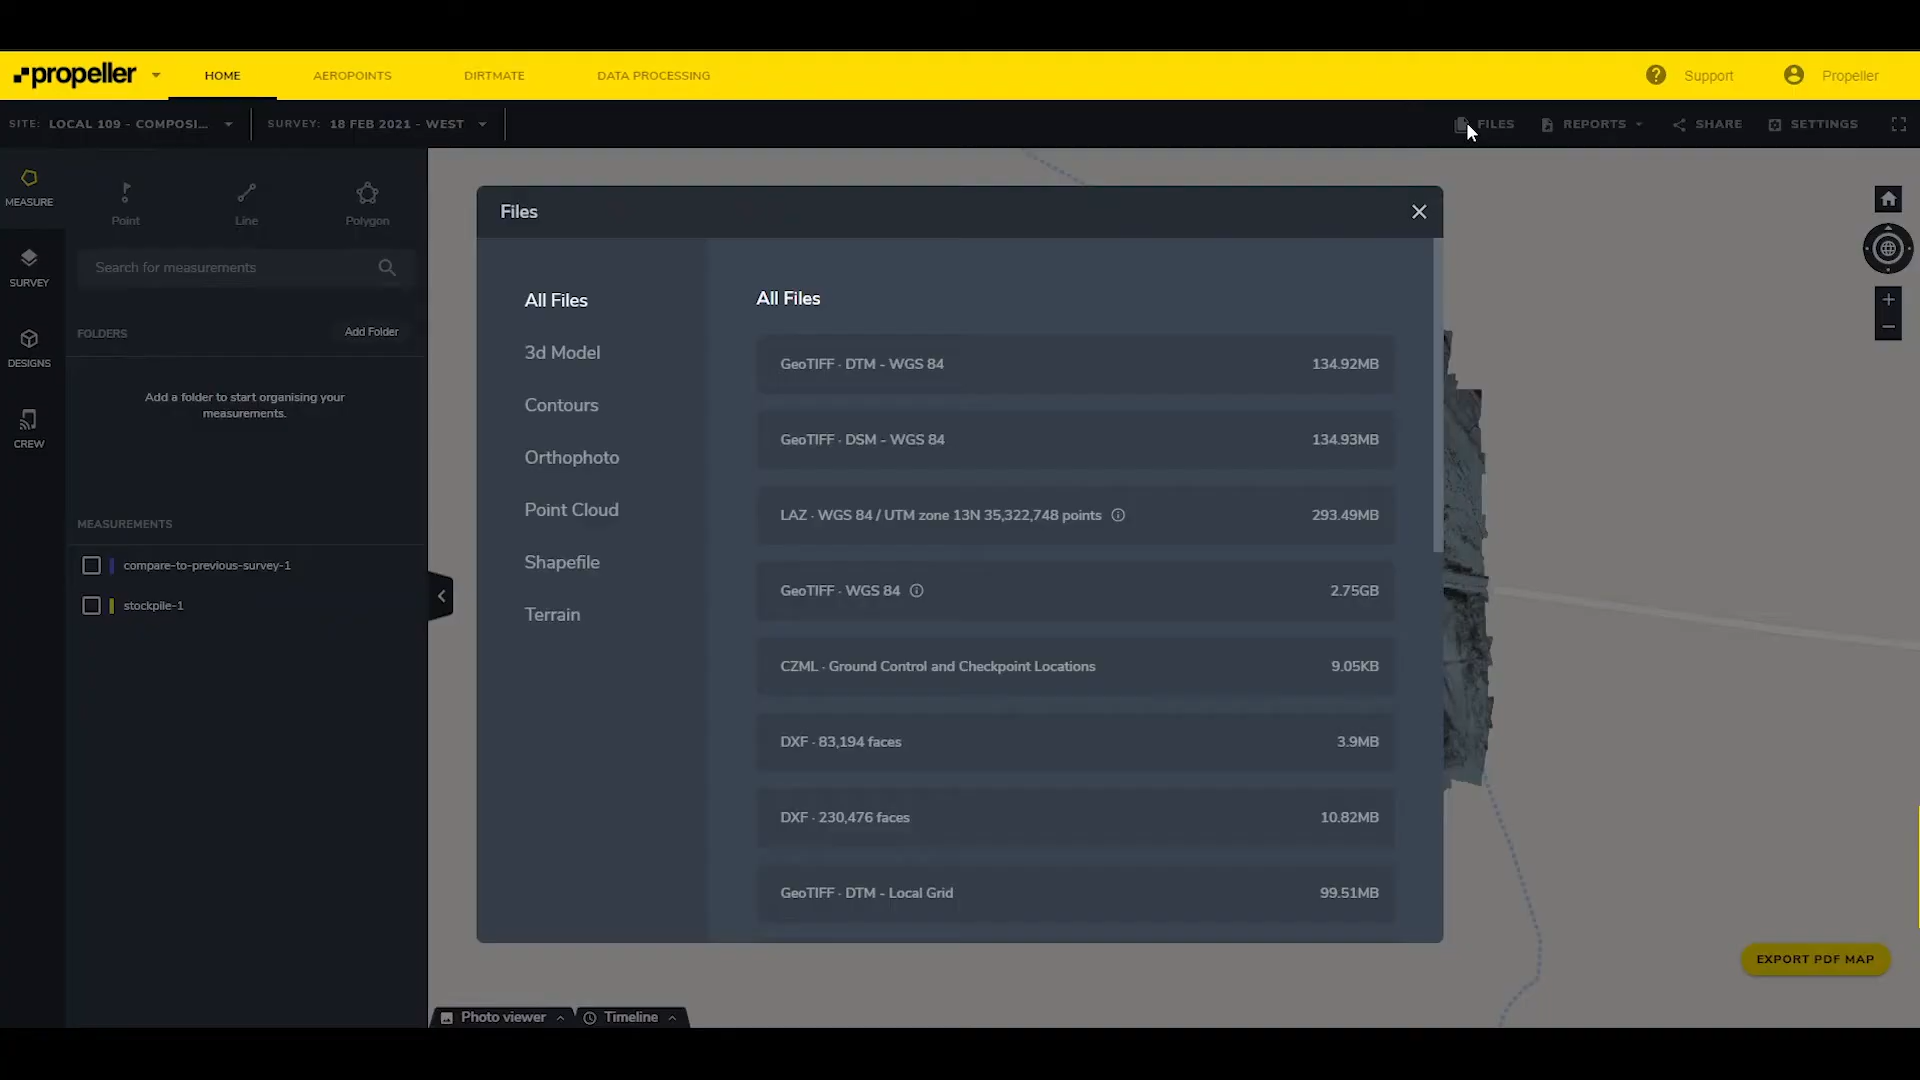 propeller
HOME
AEROPOINTS
DIRTMATE
DATA PROCESSING
Support
Propeller
SITE: LOCAL 109 - COMPOSI...
SURVEY: 18 FEB 2021 - WEST
FILES
REPORTS
SHARE
SETTINGS
MEASURE
SURVEY
DESIGNS
CREW
Point
Line
Polygon
Search for measurements
FOLDERS
Add Folder
Add a folder to start organising your
measurements.
MEASUREMENTS
compare-to-previous-survey-1
stockpile-1
Files
All Files
3d Model
Contours
Orthophoto
Point Cloud
Shapefile
Terrain
All Files
GeoTIFF · DTM - WGS 84 134.92MB
GeoTIFF · DSM - WGS 84 134.93MB
LAZ · WGS 84 / UTM zone 13N 35,322,748 points 293.49MB
GeoTIFF · WGS 84 2.75GB
CZML · Ground Control and Checkpoint Locations 9.05KB
DXF · 83,194 faces 3.9MB
DXF · 230,476 faces 10.82MB
GeoTIFF · DTM - Local Grid 99.51MB
EXPORT PDF MAP
Photo viewer
Timeline